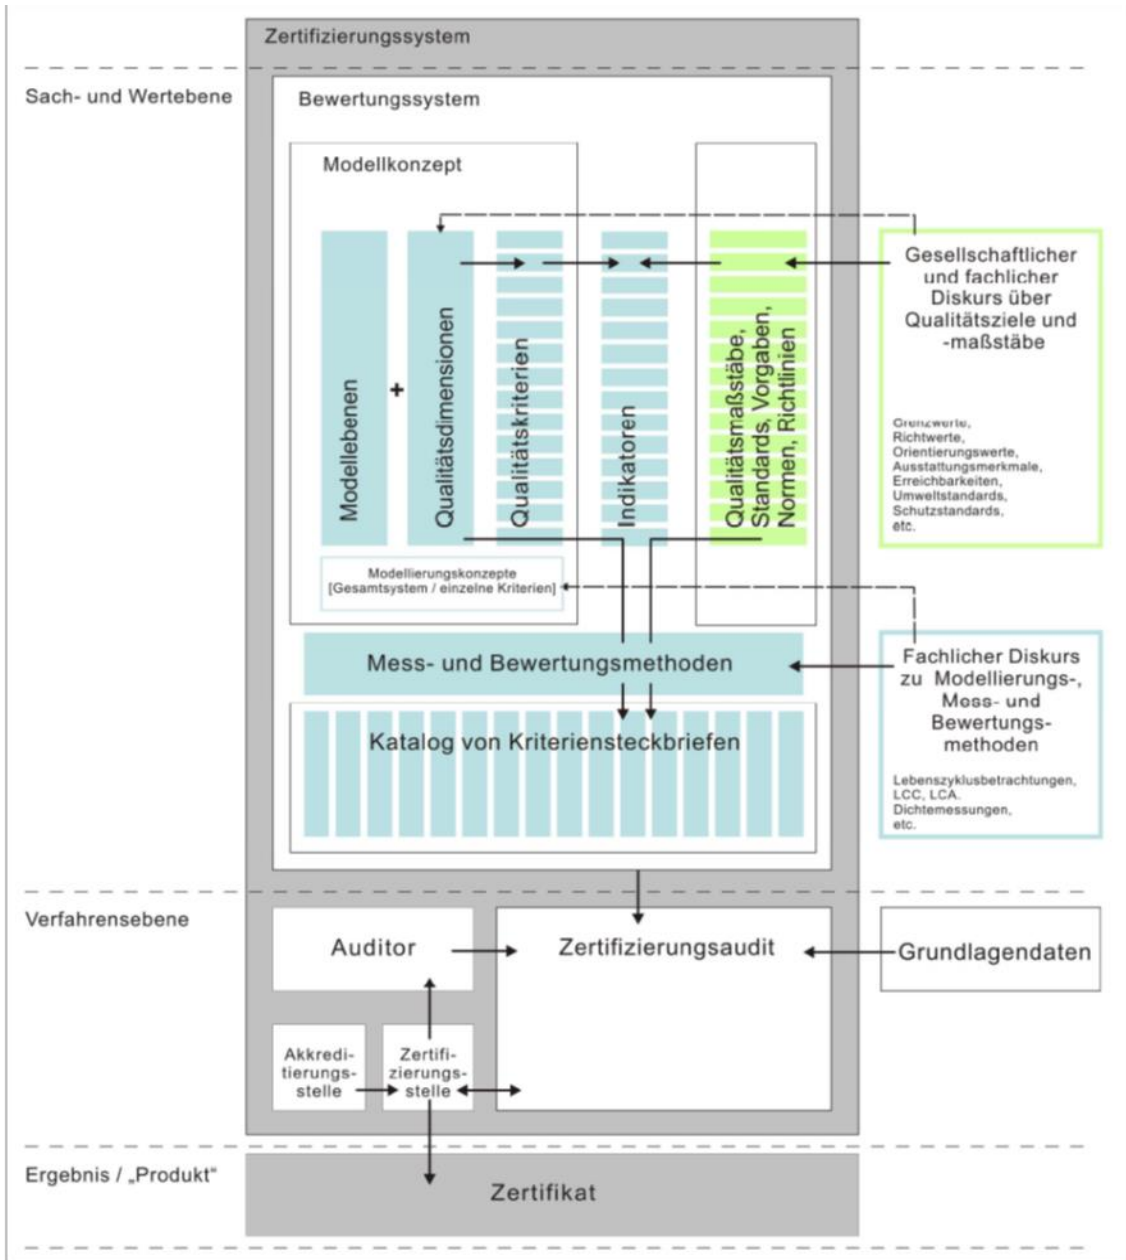 Zertifizierungssystem
Sach- und Wertebene
Bewertungssystem
Modellkonzept
Modellebenen
+
Qualitätsdimensionen
Qualitätskriterien
Indikatoren
Qualitätsmaßstäbe,
Standards, Vorgaben,
Normen, Richtlinien
Gesellschaftlicher
und fachlicher
Diskurs über
Qualitätsziele und
-maßstäbe
Grenzwerte,
Richtwerte,
Orientierungswerte,
Ausstattungsmerkmale,
Erreichbarkeiten,
Umweltstandards,
Schutzstandards,
etc.
Modellierungskonzepte
[Gesamtsystem / einzelne Kriterien]
Mess- und Bewertungsmethoden
Fachlicher Diskurs
zu Modellierungs-,
Mess- und
Bewertungs-
methoden
Lebenszyklusbetrachtungen,
LCC, LCA.
Dichtemessungen,
etc.
Katalog von Kriteriensteckbriefen
Verfahrensebene
Auditor
Zertifizierungsaudit
Grundlagendaten
Akkredi-
tierungs-
stelle
Zertifi-
zierungs-
stelle
Ergebnis / „Produkt“
Zertifikat